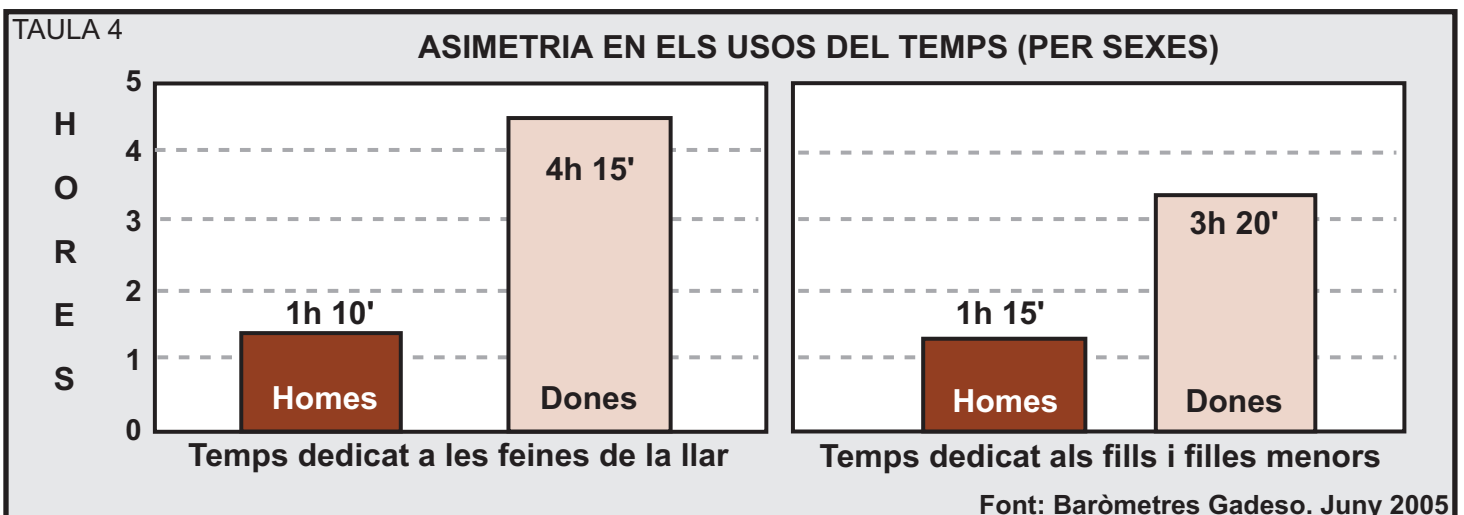 TAULA 4
ASIMETRIA EN ELS USOS DEL TEMPS (PER SEXES)
HORES
5
4
3
2
1
0
1h 10'
Homes
4h 15'
Dones
Temps dedicat a les feines de la llar
1h 15'
Homes
3h 20'
Dones
Temps dedicat als fills i filles menors
Font: Baròmetres Gadeso. Juny 2005